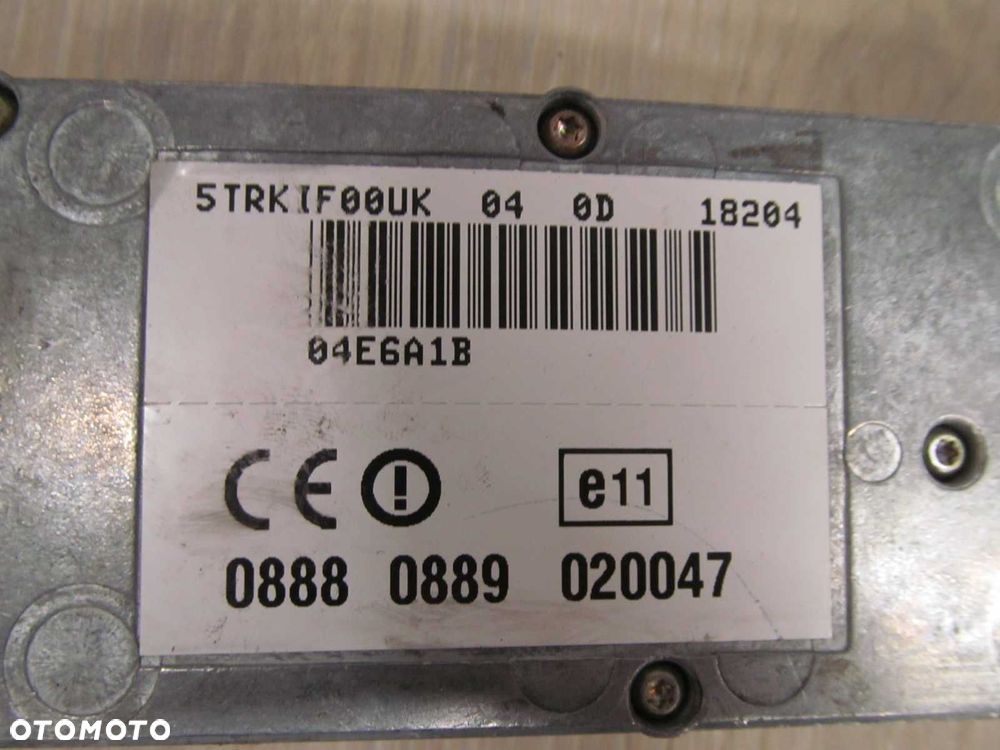 5TRKIF00UK 04 0D 18204
04E6A1B
CE e11
0888 0889 020047
OTOMOTO